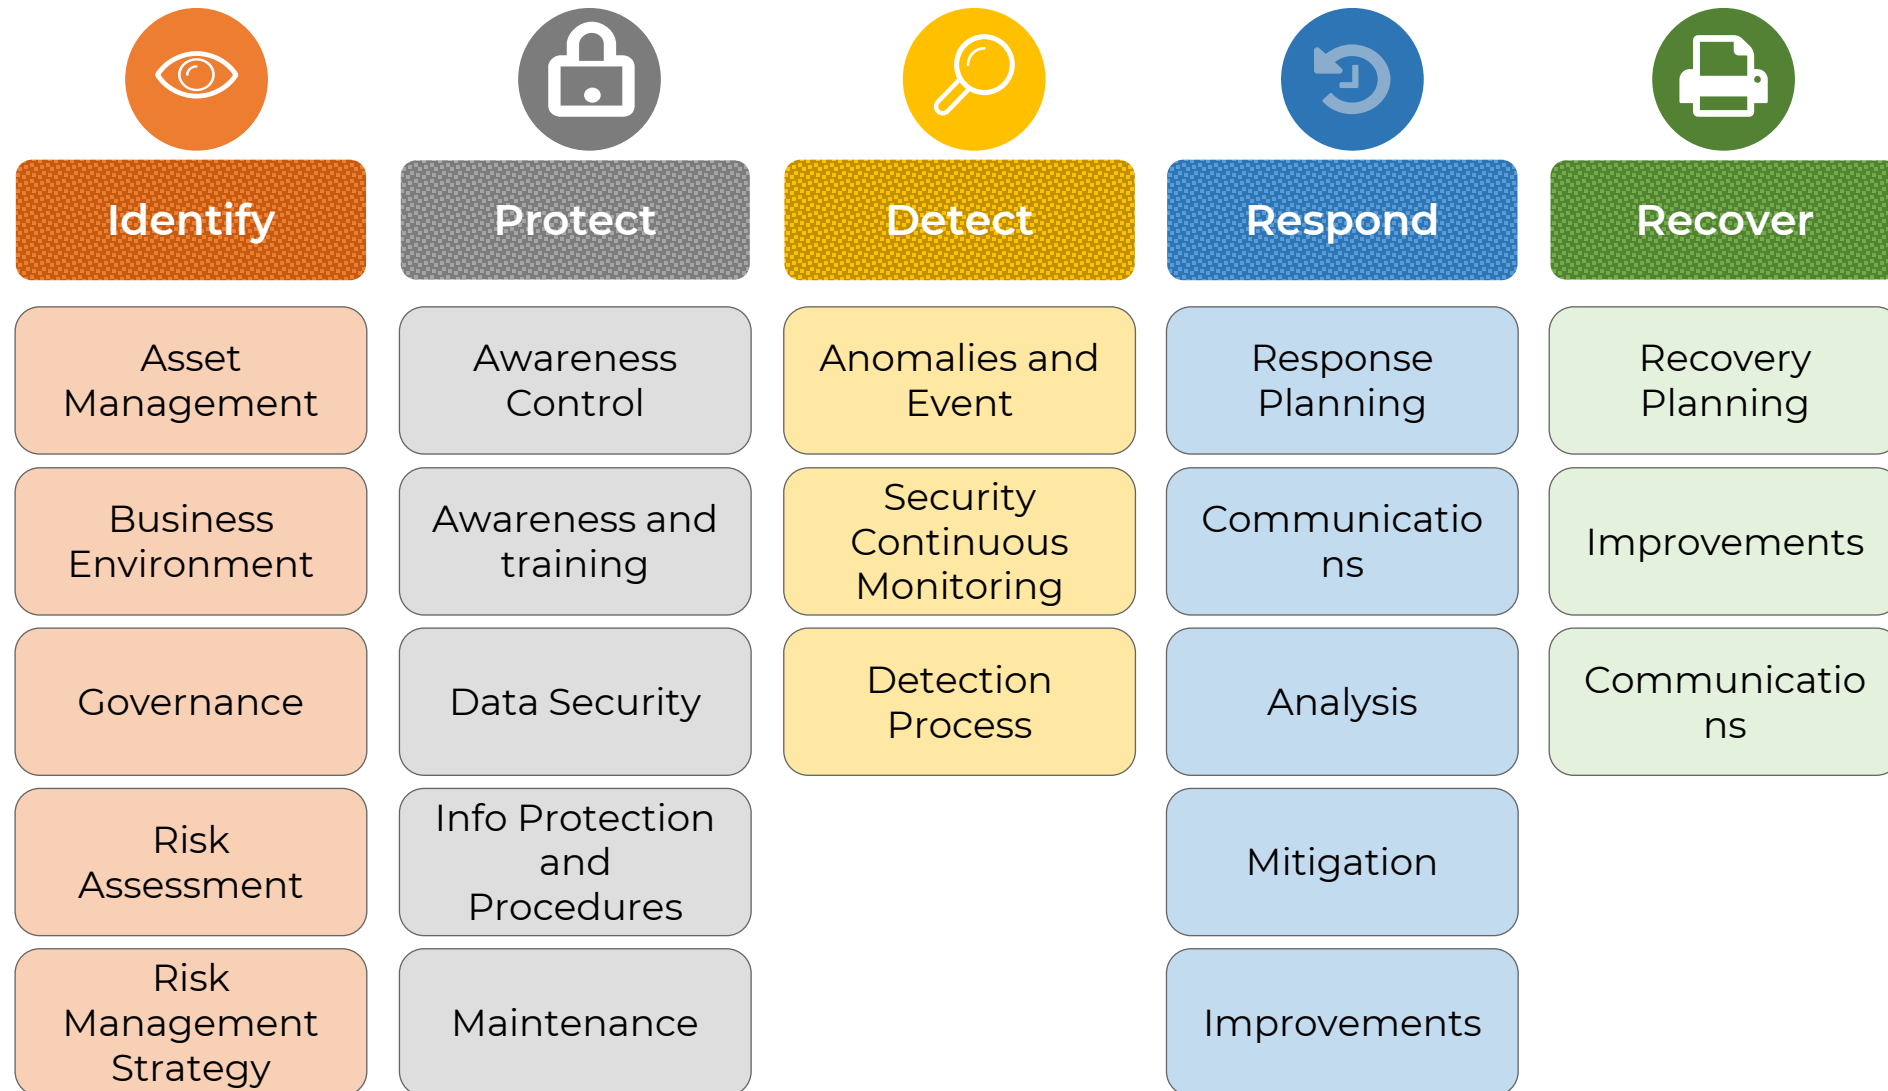 Identify
Protect
Detect
Respond
Recover
Asset
Management
Awareness
Control
Anomalies and
Event
Response
Planning
Recovery
Planning
Business
Environment
Awareness and
training
Security
Continuous
Monitoring
Communicatio
ns
Improvements
Governance
Data Security
Detection
Process
Analysis
Communicatio
ns
Risk
Assessment
Info Protection
and
Procedures
Mitigation
Risk
Management
Strategy
Maintenance
Improvements